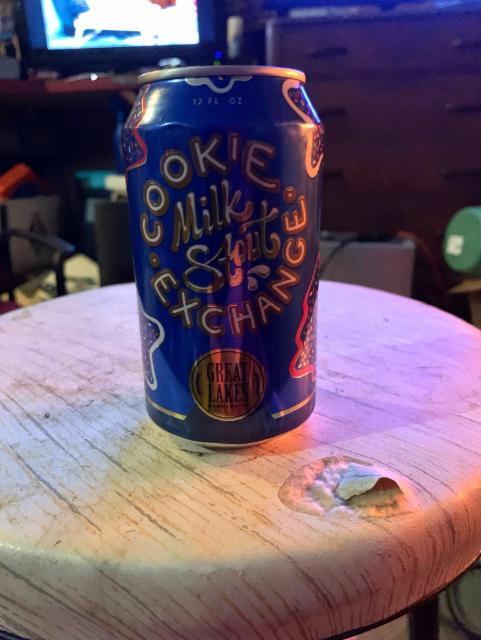 12 FL. OZ.
COOKIE
Milk
Stout
EXCHANGE
GREAT
LAKES